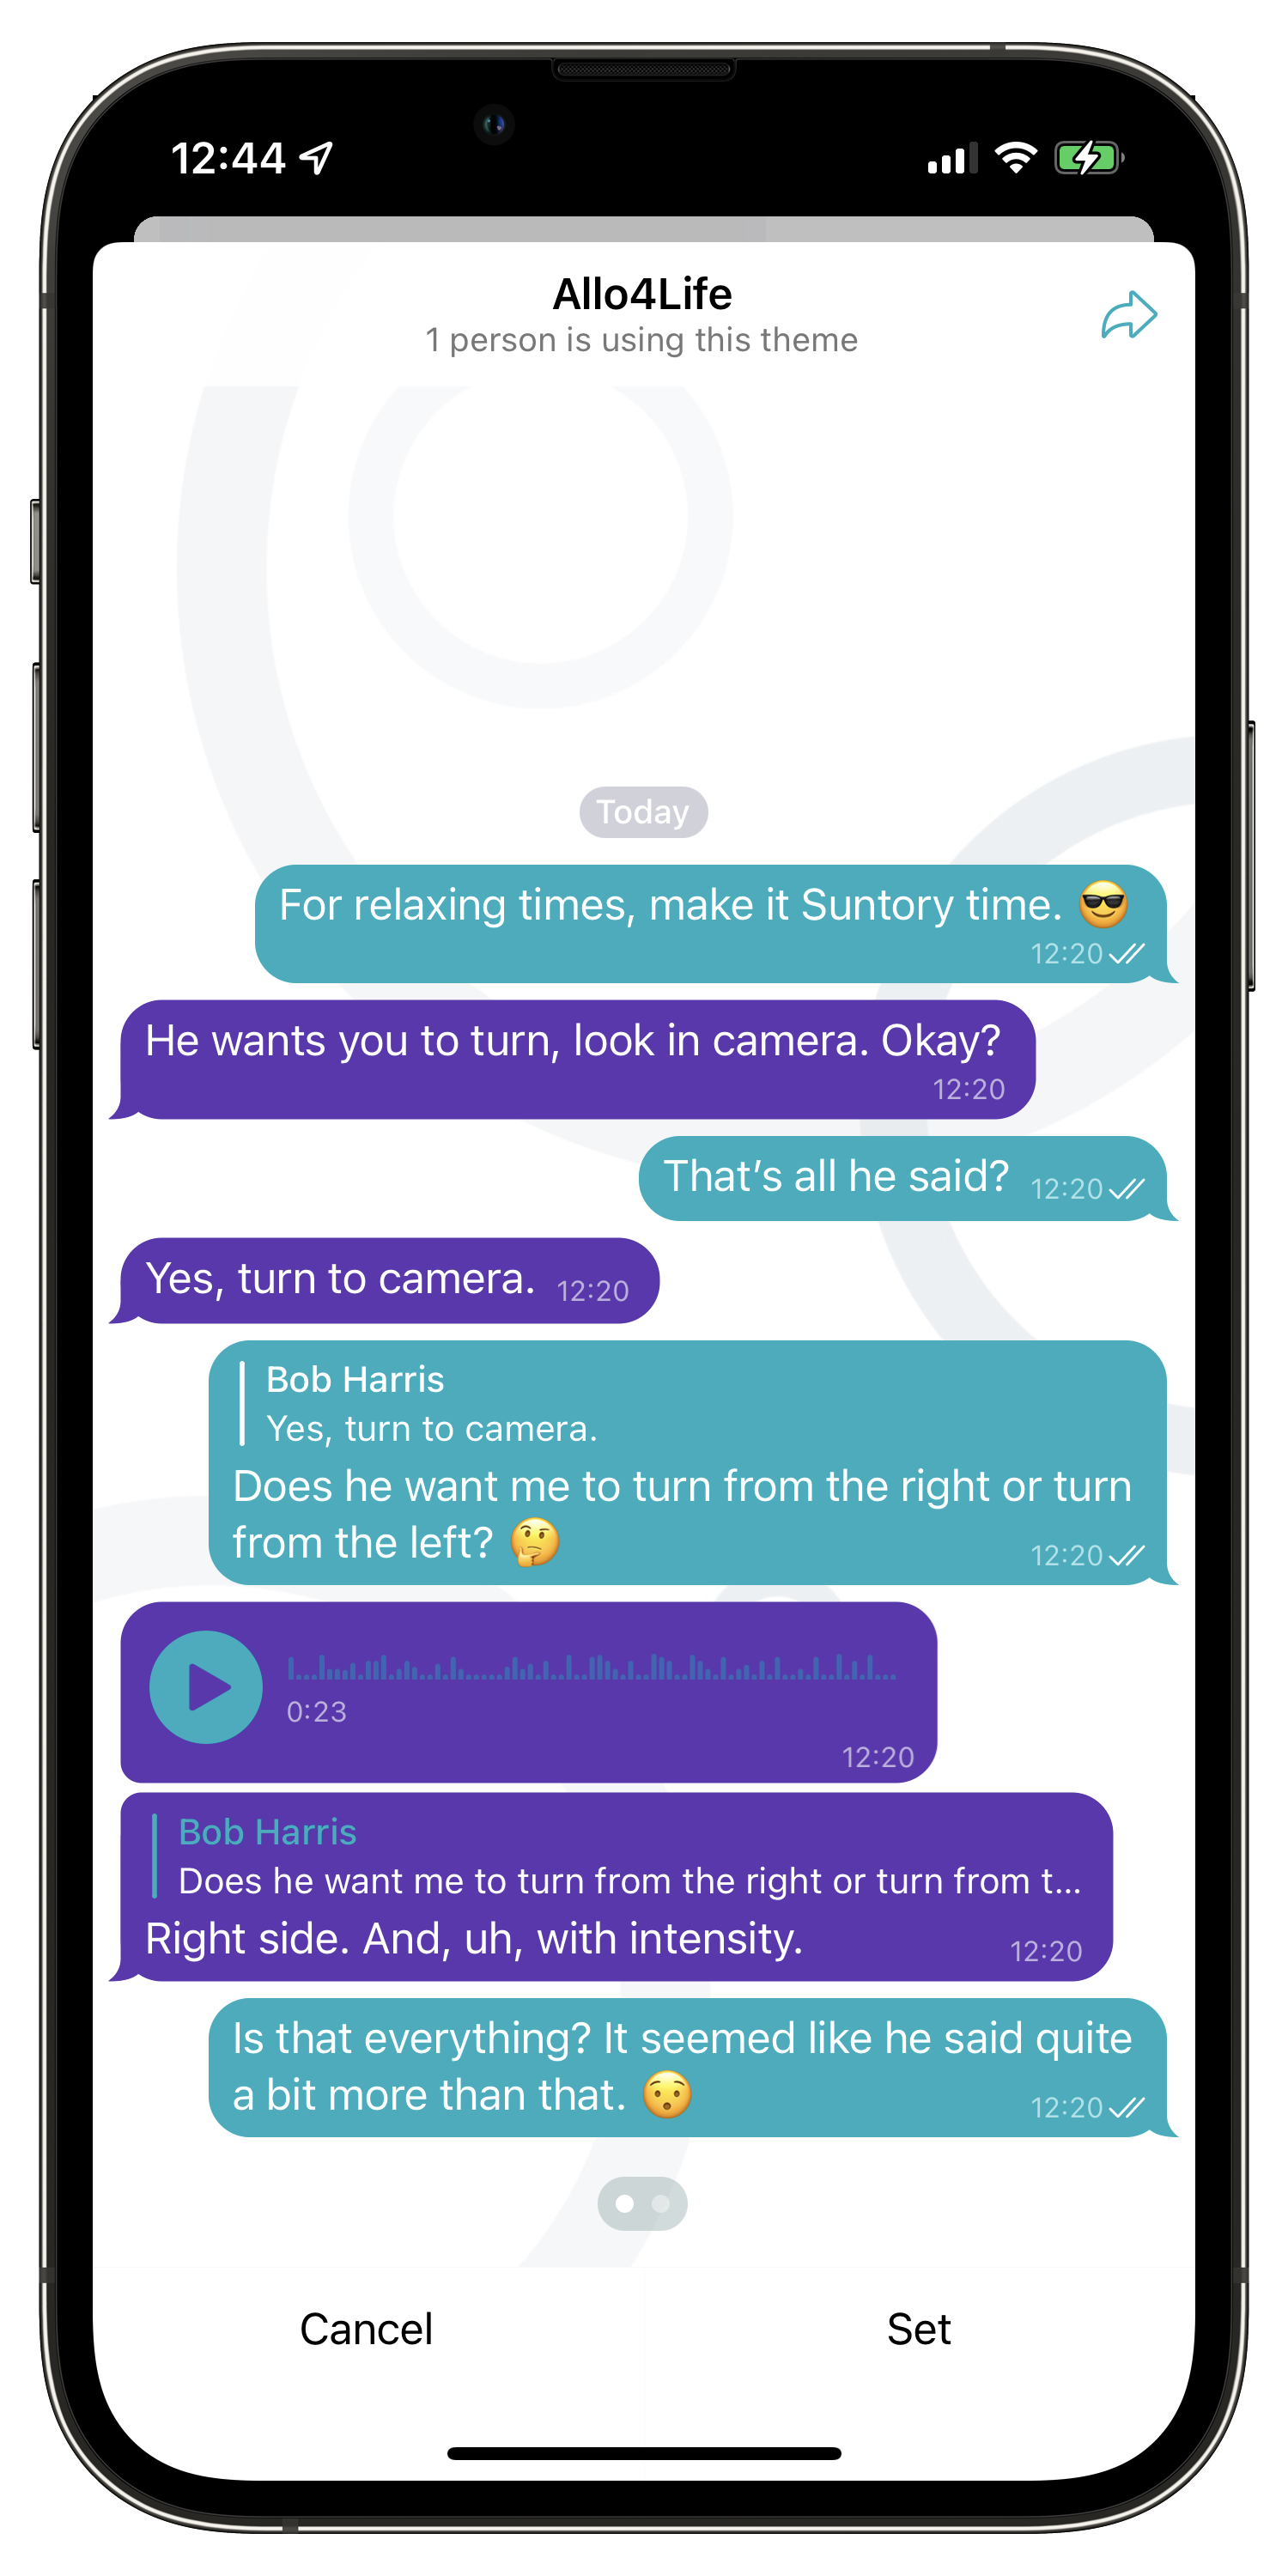 12:44
Allo4Life
1 person is using this theme
Today
For relaxing times, make it Suntory time. 😎
12:20
He wants you to turn, look in camera. Okay?
12:20
That’s all he said? 12:20
Yes, turn to camera. 12:20
Bob Harris
Yes, turn to camera.
Does he want me to turn from the right or turn
from the left? 🤔 12:20
0:23
12:20
Bob Harris
Does he want me to turn from the right or turn from t...
Right side. And, uh, with intensity. 12:20
Is that everything? It seemed like he said quite
a bit more than that. 😯 12:20
Cancel Set